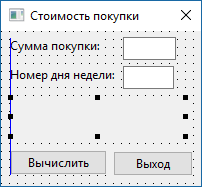 Стоимость покупки
Сумма покупки:
Номер дня недели:
Вычислить Выход